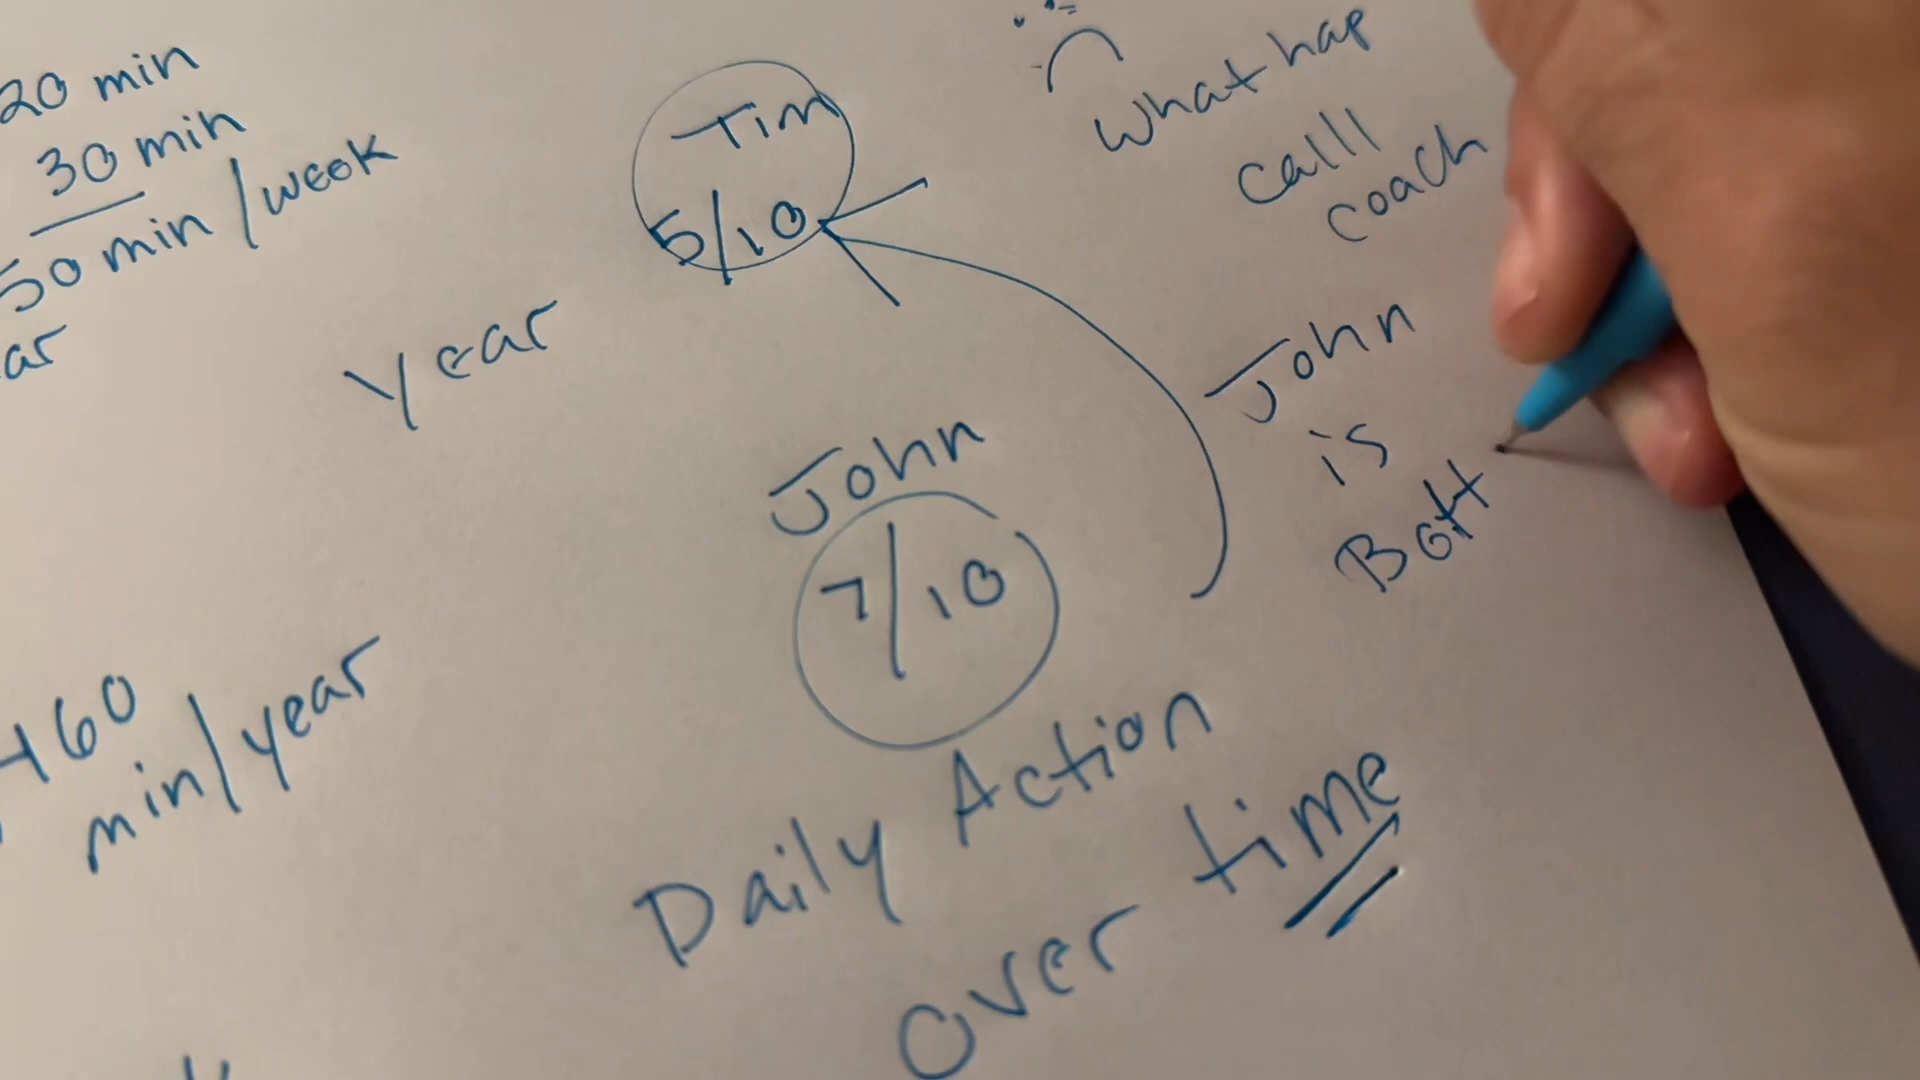 20 min
30 min
50 min/week
ar
year
Tim
5/10
What hap
call
coach
John
is
Bett
John
7/10
460
min/year
Daily Action
over time